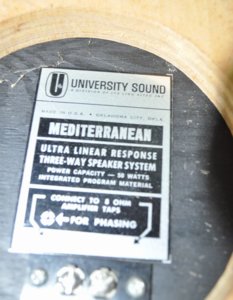 U UNIVERSITY SOUND
A DIVISION OF LTV LING ALTEC INC
MADE IN U.S.A. • OKLAHOMA CITY, OKLA.
MEDITERRANEAN
ULTRA LINEAR RESPONSE
THREE-WAY SPEAKER SYSTEM
POWER CAPACITY — 50 WATTS
INTEGRATED PROGRAM MATERIAL
CONNECT TO 8 OHM
AMPLIFIER TAPS
FOR PHASING